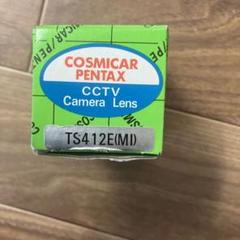 COSMICAR
PENTAX
CCTV
Camera Lens
TS412E(MI)